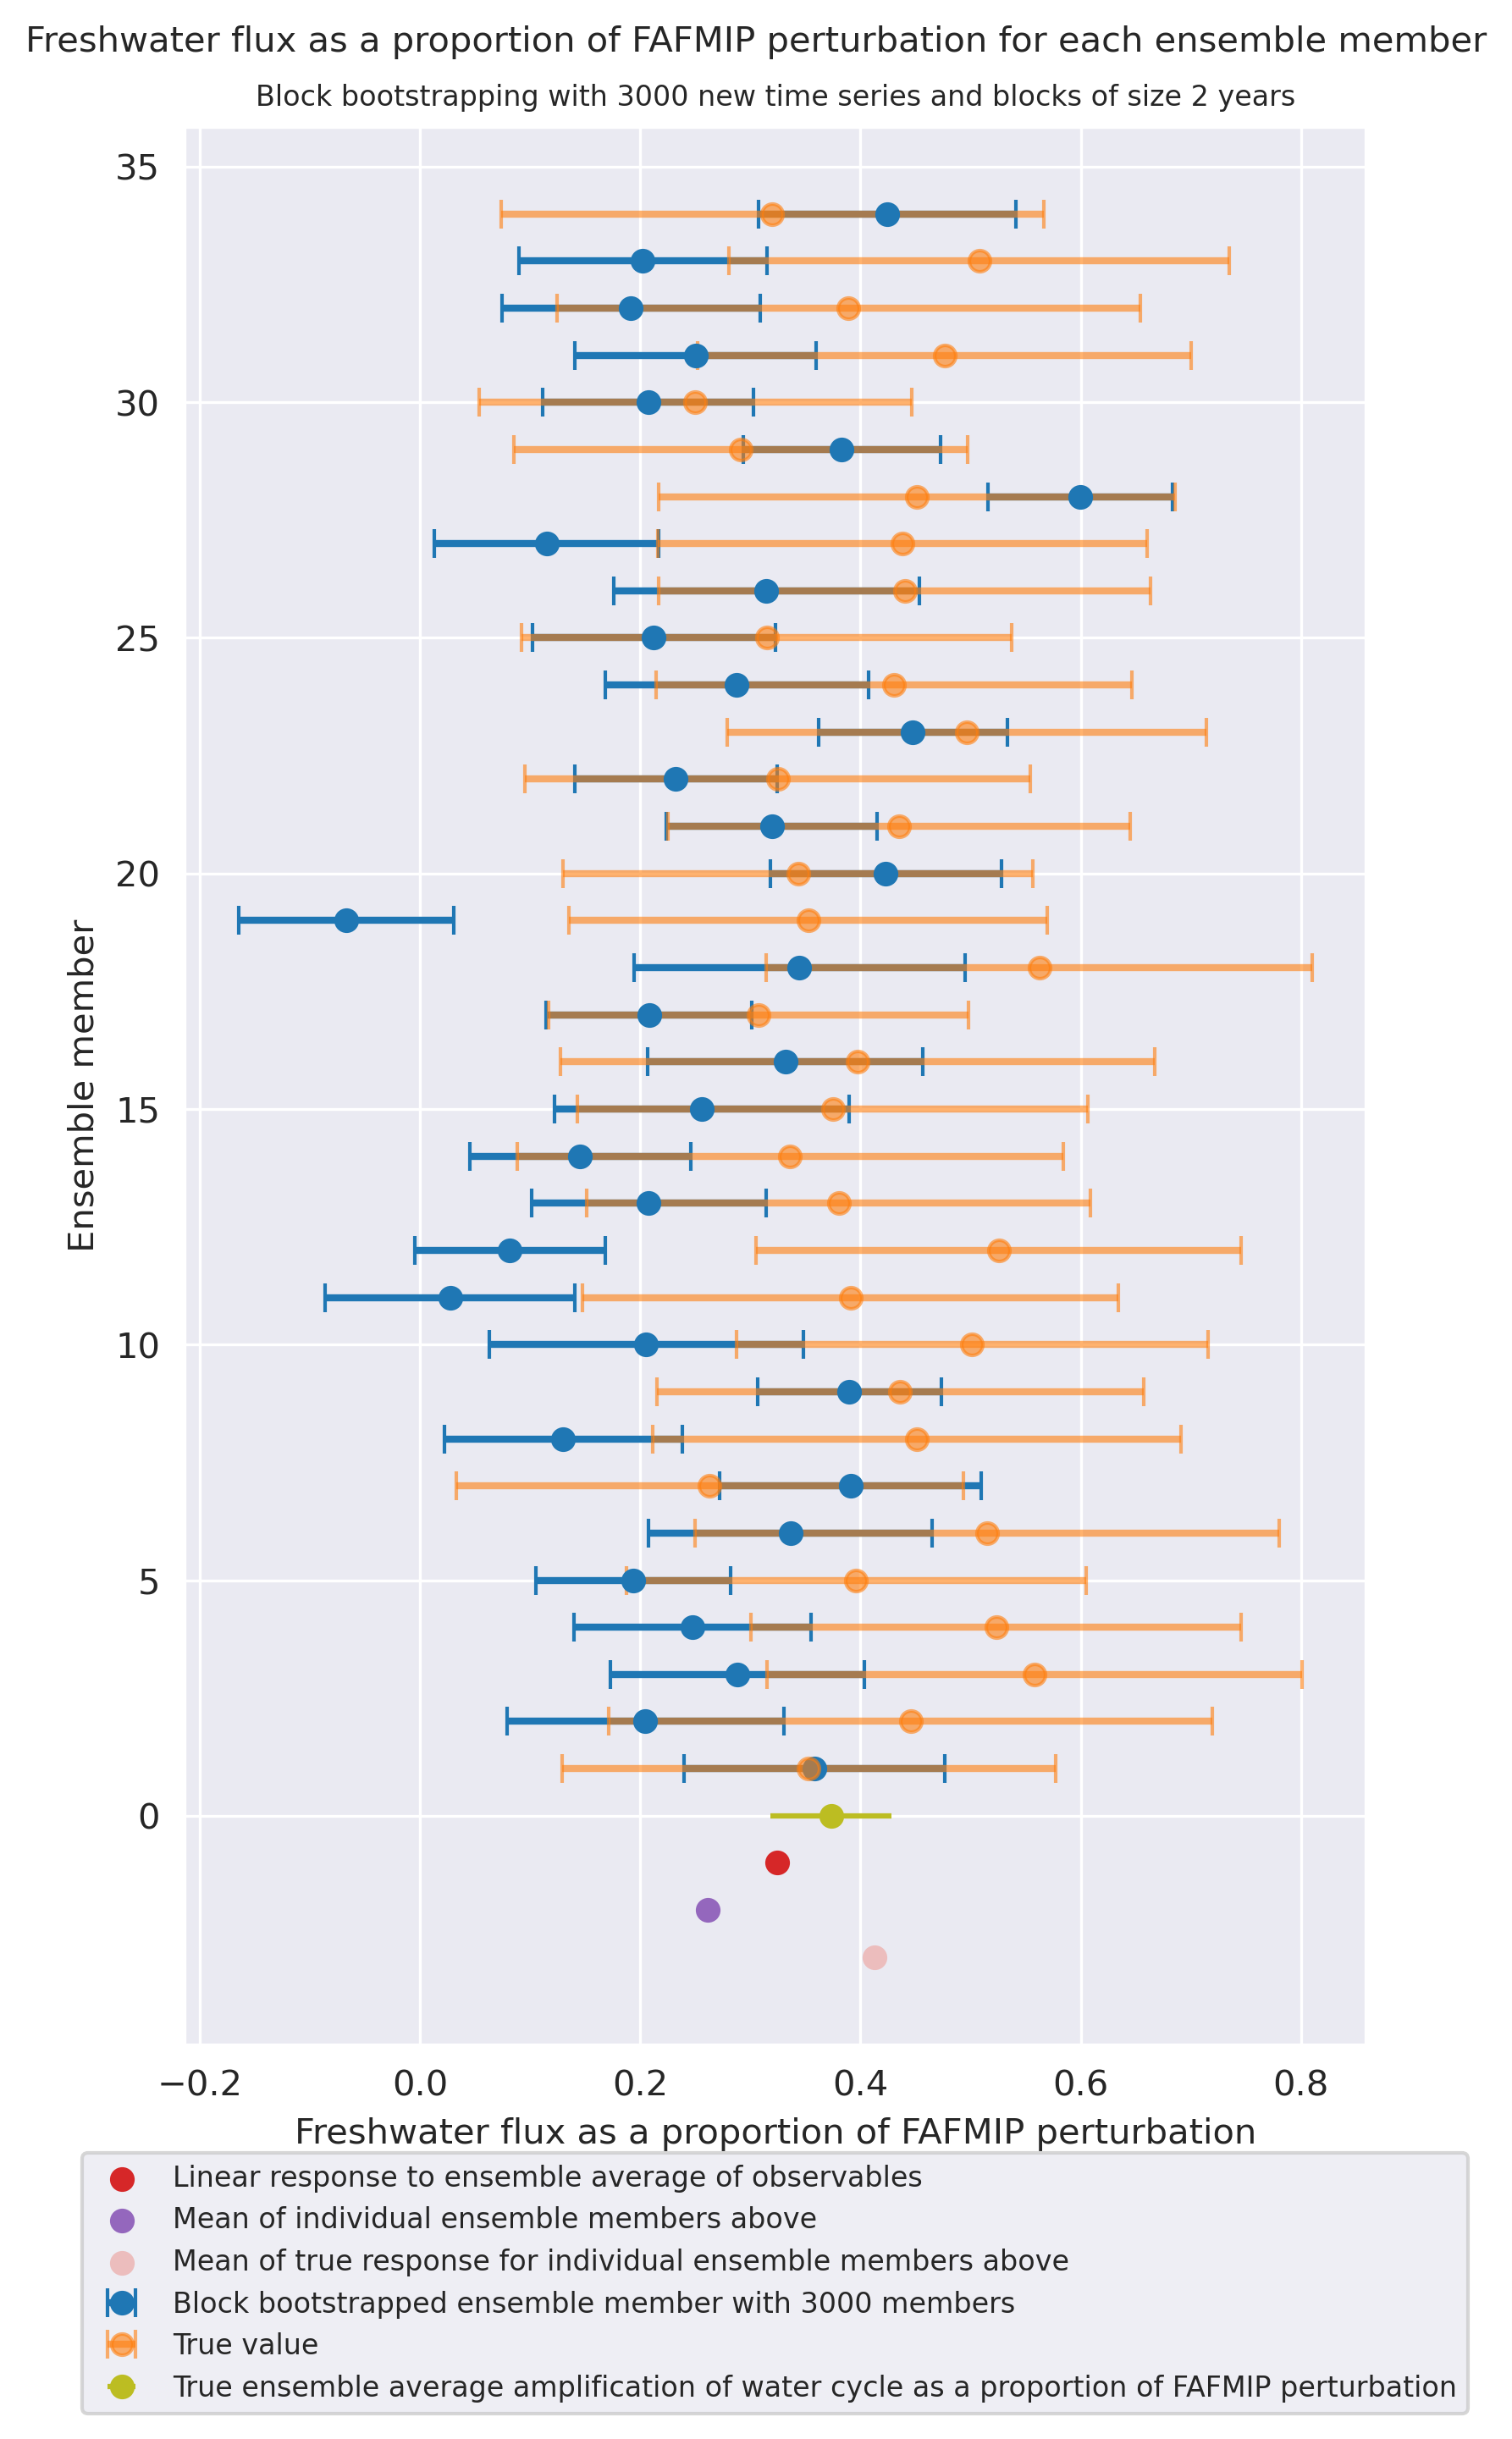 Freshwater flux as a proportion of FAFMIP perturbation for each ensemble member
Block bootstrapping with 3000 new time series and blocks of size 2 years
35
30
25
20
15
10
5
0
Ensemble member
−0.2 0.0 0.2 0.4 0.6 0.8
Freshwater flux as a proportion of FAFMIP perturbation
Linear response to ensemble average of observables
Mean of individual ensemble members above
Mean of true response for individual ensemble members above
Block bootstrapped ensemble member with 3000 members
True value
True ensemble average amplification of water cycle as a proportion of FAFMIP perturbation